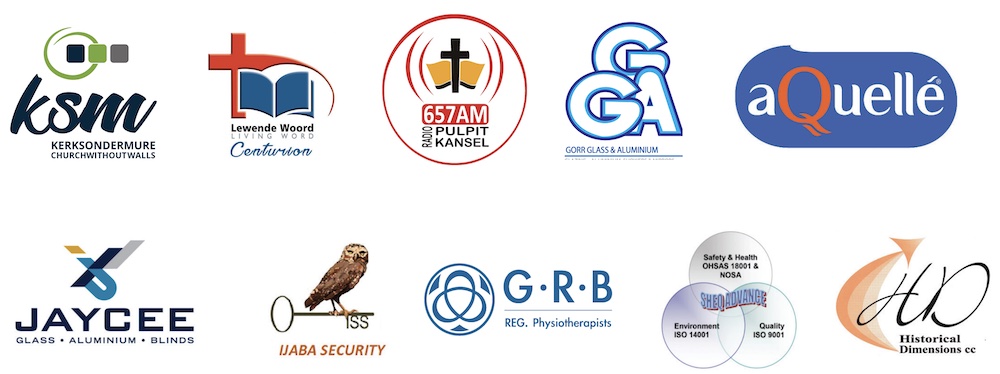 ksm
KERKSONDERMURE
CHURCHWITHOUTWALLS
Lewende Woord
LIVING WORD
Centurion
657AM
RADIO
PULPIT
KANSEL
GGA
GORR GLASS & ALUMINIUM
aQuellé®
JAYCEE
GLASS • ALUMINIUM • BLINDS
ISS
IJABA SECURITY
G·R·B
REG. Physiotherapists
Safety & Health
OHSAS 18001 &
NOSA
SHEQ ADVANCE
Environment
ISO 14001
Quality
ISO 9001
HD
Historical
Dimensions cc